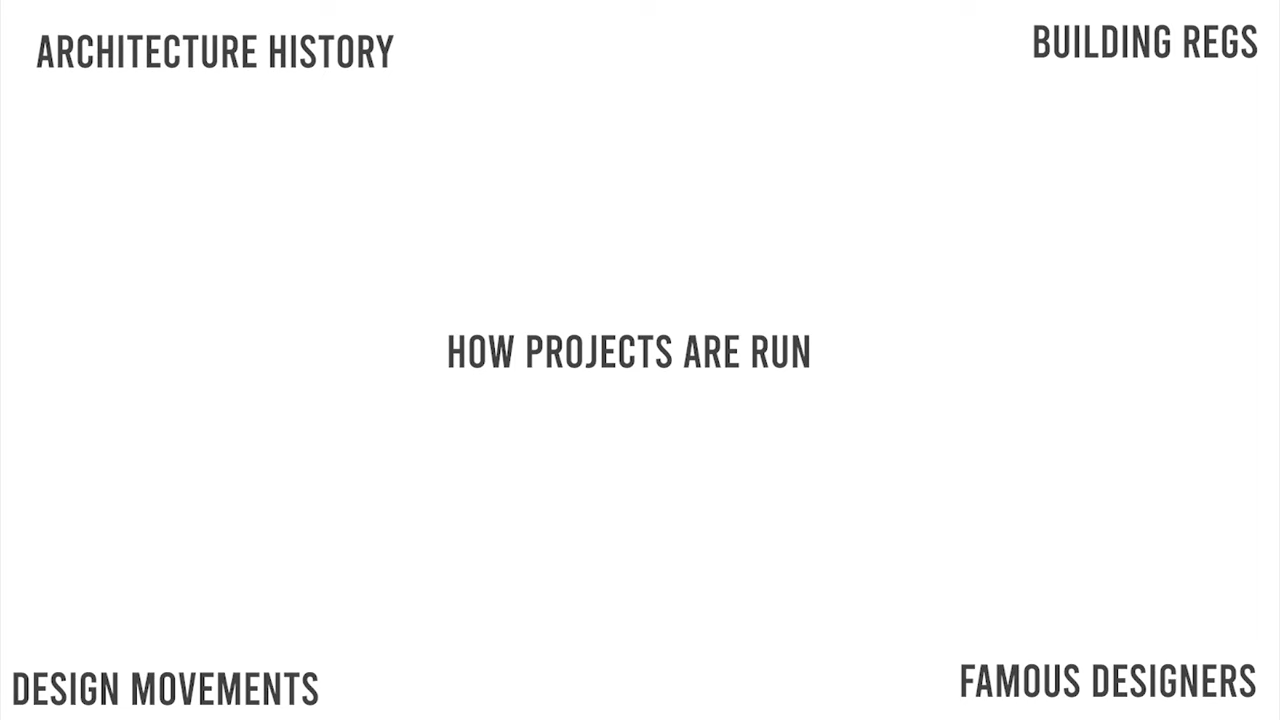 ARCHITECTURE HISTORY
BUILDING REGS
HOW PROJECTS ARE RUN
DESIGN MOVEMENTS
FAMOUS DESIGNERS